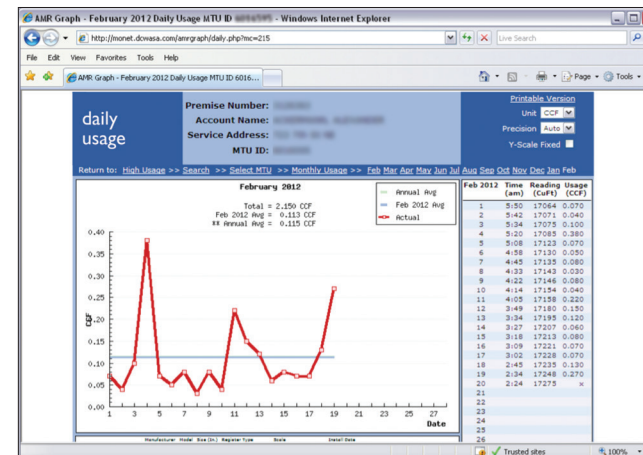 AMR Graph - February 2012 Daily Usage MTU ID - Windows Internet Explorer
http://monet.dcwasa.com/amrgraph/daily.php?mc=215
Live Search
File Edit View Favorites Tools Help
AMR Graph - February 2012 Daily Usage MTU ID 6016...
Page Tools
daily
usage
Premise Number:
Account Name:
Service Address:
MTU ID:
Printable Version
Unit CCF
Precision Auto
Y-Scale Fixed
Return to: High Usage >> Search >> Select MTU >> Monthly Usage >> Feb Mar Apr May Jun Jul Aug Sep Oct Nov Dec Jan Feb
February 2012
Total = 2.150 CCF
Feb 2012 Avg = 0.113 CCF
** Annual Avg = 0.115 CCF
Annual Avg
Feb 2012 Avg
Actual
0.40
0.35
0.30
0.25
0.20
0.15
0.10
0.05
0.00
CCF
1 3 5 7 9 11 13 15 17 19 21 23 25 27
Date
Feb 2012 Time (am) Reading (CuFt) Usage (CCF)
1 5:50 17064 0.070
2 5:42 17071 0.040
3 5:34 17075 0.100
4 5:20 17085 0.380
5 5:08 17123 0.070
6 4:58 17130 0.050
7 4:45 17135 0.080
8 4:33 17143 0.030
9 4:22 17146 0.080
10 4:14 17154 0.040
11 4:05 17158 0.220
12 3:49 17180 0.150
13 3:34 17195 0.120
14 3:27 17207 0.060
15 3:18 17213 0.080
16 3:09 17221 0.070
17 3:02 17228 0.070
18 2:45 17235 0.130
19 2:34 17248 0.270
20 2:24 17275 x
21
22
23
24
25
26
Manufacturer Model Size (In.) Register Type Scale Install Date
Trusted sites
100%